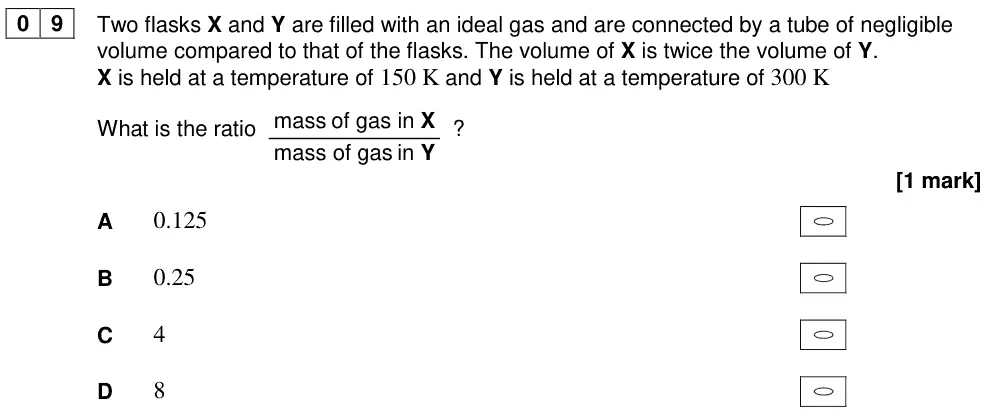 0 9 Two flasks X and Y are filled with an ideal gas and are connected by a tube of negligible
volume compared to that of the flasks. The volume of X is twice the volume of Y.
X is held at a temperature of 150 K and Y is held at a temperature of 300 K
What is the ratio mass of gas in X / mass of gas in Y ?
[1 mark]
A 0.125
B 0.25
C 4
D 8